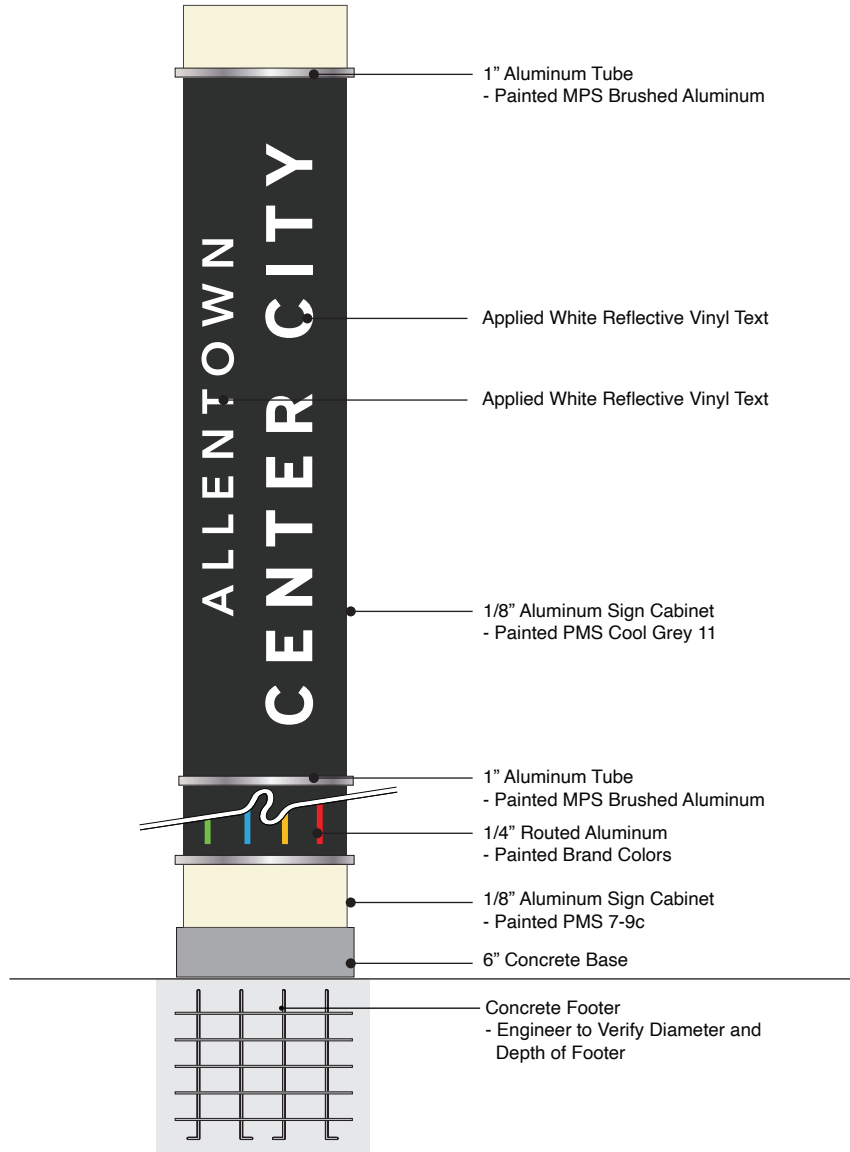 1” Aluminum Tube
- Painted MPS Brushed Aluminum
ALLENTOWN
CENTER CITY
Applied White Reflective Vinyl Text
Applied White Reflective Vinyl Text
1/8” Aluminum Sign Cabinet
- Painted PMS Cool Grey 11
1” Aluminum Tube
- Painted MPS Brushed Aluminum
1/4” Routed Aluminum
- Painted Brand Colors
1/8” Aluminum Sign Cabinet
- Painted PMS 7-9c
6” Concrete Base
Concrete Footer
- Engineer to Verify Diameter and
Depth of Footer